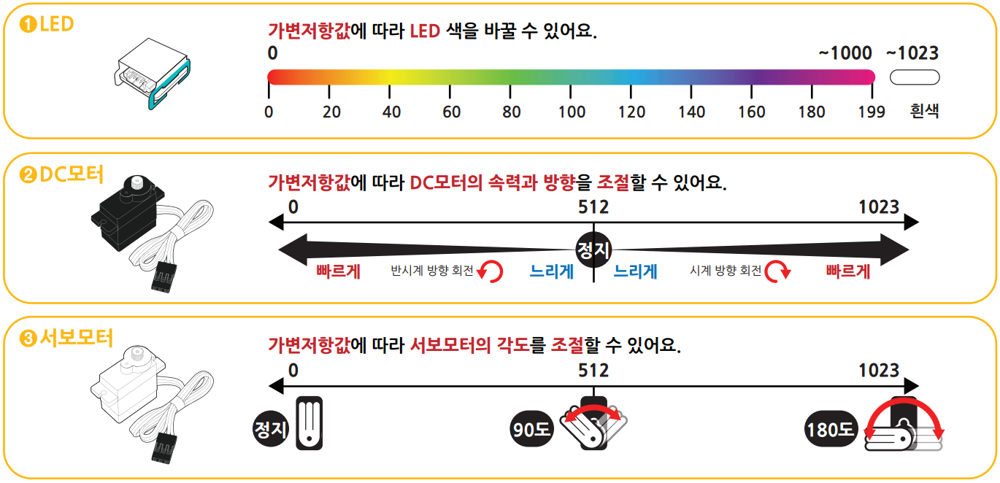 ❶LED
가변저항값에 따라 LED 색을 바꿀 수 있어요.
0 ~1000 ~1023
0 20 40 60 80 100 120 140 160 180 199 흰색
❷DC모터
가변저항값에 따라 DC모터의 속력과 방향을 조절할 수 있어요.
0 512 1023
정지
빠르게 반시계 방향 회전 느리게 느리게 시계 방향 회전 빠르게
❸서보모터
가변저항값에 따라 서보모터의 각도를 조절할 수 있어요.
0 512 1023
정지 90도 180도